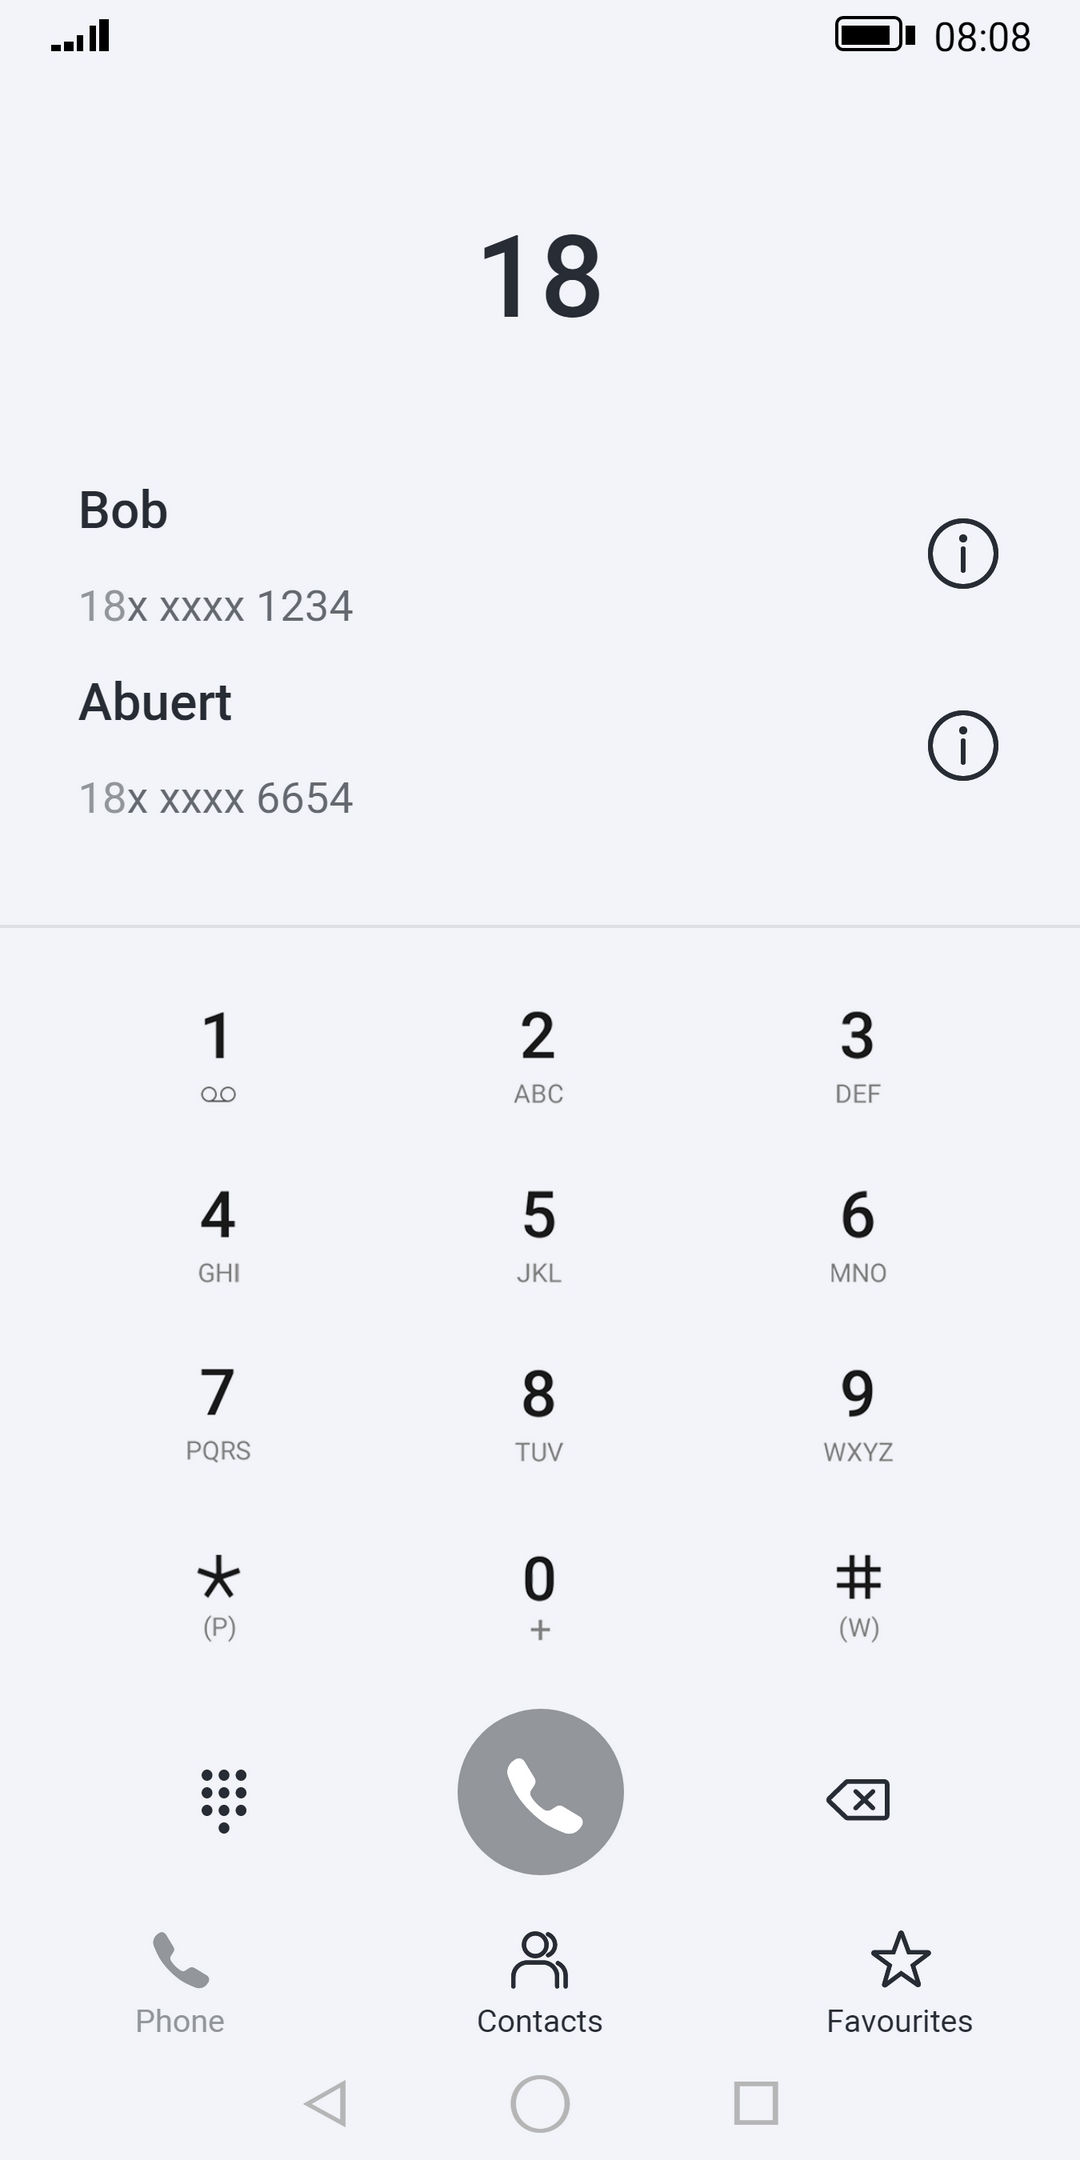 08:08
18
Bob
18x xxxx 1234
Abuert
18x xxxx 6654
1 2 3
ABC DEF
4 5 6
GHI JKL MNO
7 8 9
PQRS TUV WXYZ
* 0 #
(P) + (W)
Phone Contacts Favourites